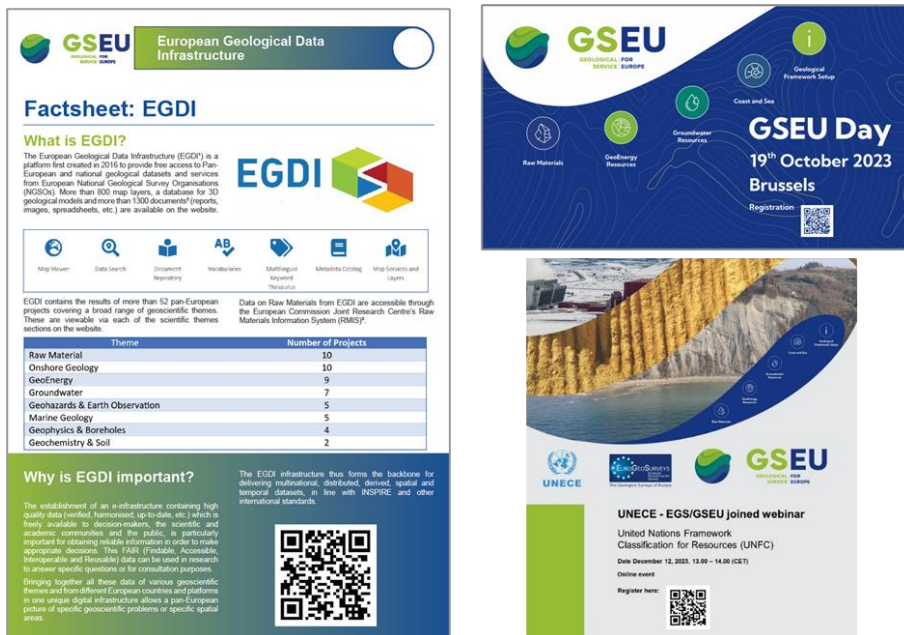 GSEU
GEOLOGICAL FOR
SERVICE EUROPE
European Geological Data
Infrastructure
Factsheet: EGDI
What is EGDI?
The European Geological Data Infrastructure (EGDI¹) is a
platform first created in 2016 to provide free access to Pan-
European and national geological datasets and services
from European National Geological Survey Organisations
(NGSOs). More than 800 map layers, a database for 3D
geological models and more than 1300 documents² (reports,
images, spreadsheets, etc.) are available on the website.
EGDI
Map Viewer
Data Search
Document
Repository
AB
Vocabularies
Multilingual
Keyword
Thesaurus
Metadata Catalog
Map Services and
Layers
EGDI contains the results of more than 52 pan-European
projects covering a broad range of geoscientific themes.
These are viewable via each of the scientific themes
sections on the website.
Data on Raw Materials from EGDI are accessible through
the European Commission Joint Research Centre's Raw
Materials Information System (RMIS)³.
Theme Number of Projects
Raw Material 10
Onshore Geology 10
GeoEnergy 9
Groundwater 7
Geohazards & Earth Observation 5
Marine Geology 5
Geophysics & Boreholes 4
Geochemistry & Soil 2
Why is EGDI important?
The establishment of an e-infrastructure containing high
quality data (verified, harmonised, up-to-date, etc.) which is
freely available to decision-makers, the scientific and
academic communities and the public, is particularly
important for obtaining reliable information in order to make
appropriate decisions. This FAIR (Findable, Accessible,
Interoperable and Reusable) data can be used in research
to answer specific questions or for consultation purposes.
Bringing together all these data of various geoscientific
themes and from different European countries and platforms
in one unique digital infrastructure allows a pan-European
picture of specific geoscientific problems or specific spatial
areas.
The EGDI infrastructure thus forms the backbone for
delivering multinational, distributed, derived, spatial and
temporal datasets, in line with INSPIRE and other
international standards.
GSEU
GEOLOGICAL FOR
SERVICE EUROPE
Raw Materials
GeoEnergy
Resources
Groundwater
Resources
Coast and Sea
Geological
Framework Setup
GSEU Day
19th October 2023
Brussels
Registration
UNECE
EUROGEOSURVEYS
The Geological Surveys of Europe
GSEU
GEOLOGICAL FOR
SERVICE EUROPE
UNECE - EGS/GSEU joined webinar
United Nations Framework
Classification for Resources (UNFC)
Date December 12, 2023, 13.00 – 14.00 (CET)
Online event
Register here: